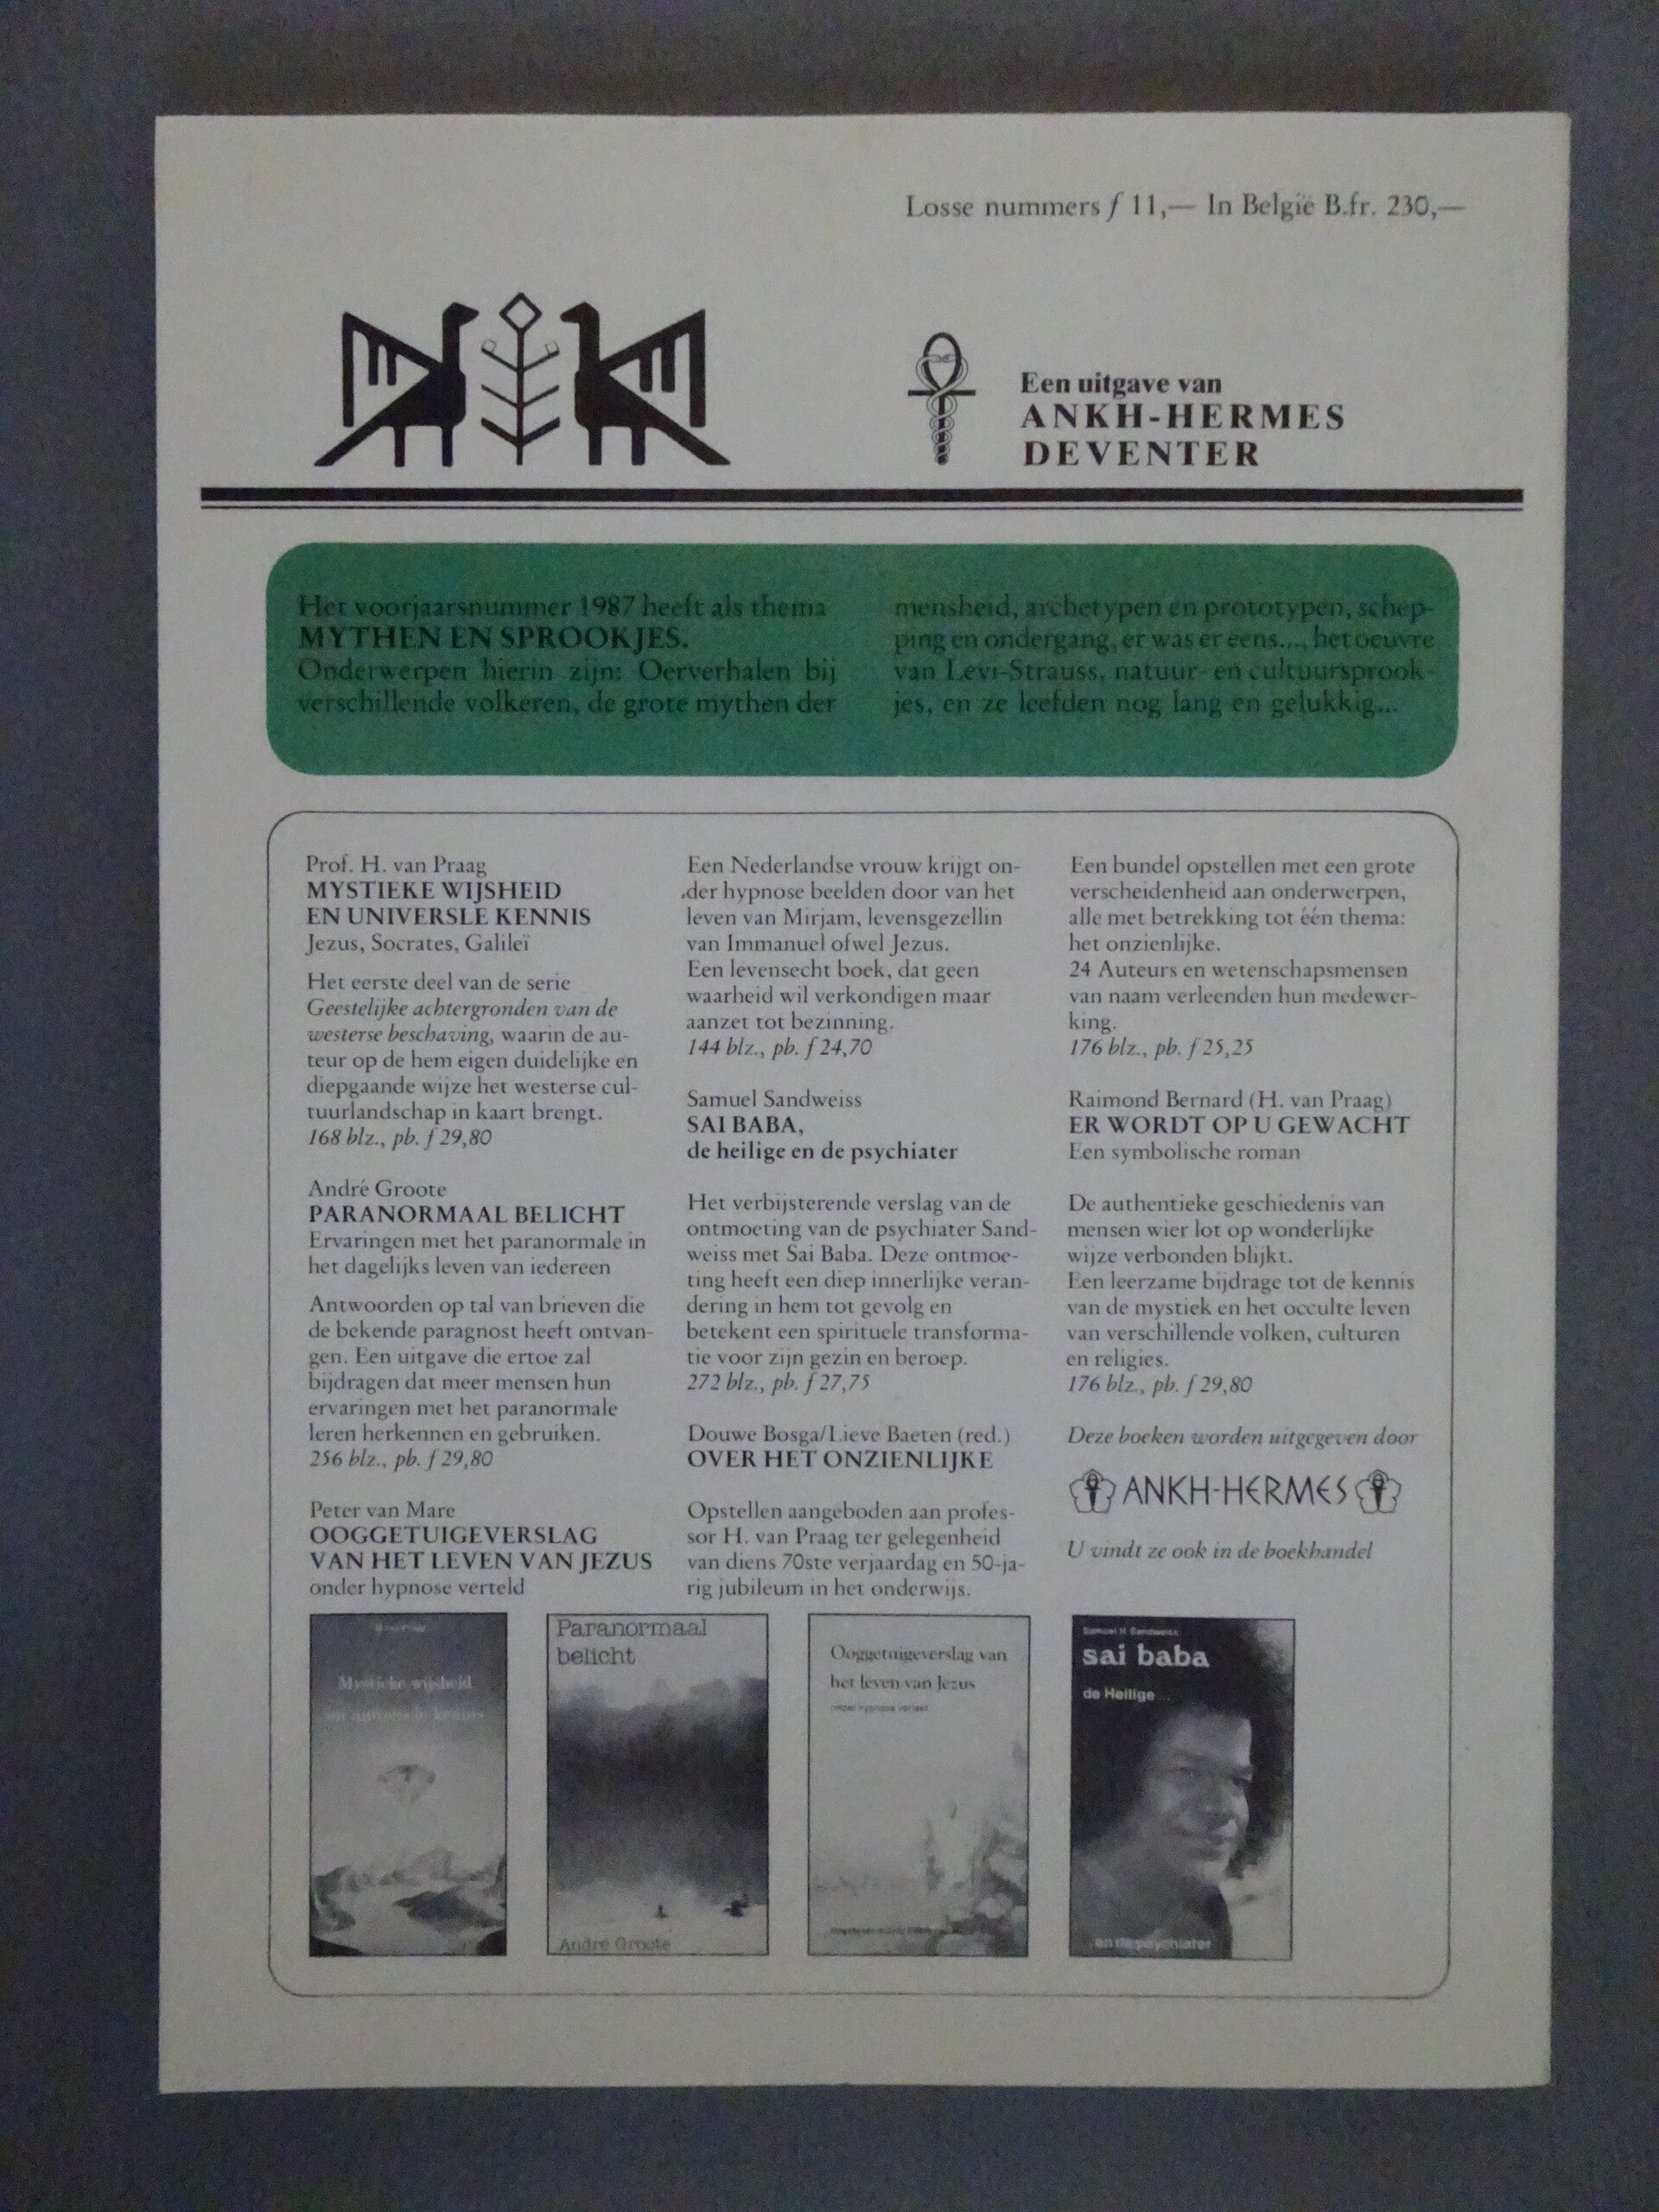 Losse nummers f 11,— In België B.fr. 230,—
Een uitgave van
ANKH-HERMES
DEVENTER
Het voorjaarsnummer 1987 heeft als thema
MYTHEN EN SPROOKJES.
Onderwerpen hierin zijn: Oerverhalen bij
verschillende volkeren, de grote mythen der
mensheid, archetypen en prototypen, schep-
ping en ondergang, er was er eens..., het oeuvre
van Levi-Strauss, natuur- en cultuursprook-
jes, en ze leefden nog lang en gelukkig...
Prof. H. van Praag
MYSTIEKE WIJSHEID
EN UNIVERSLE KENNIS
Jezus, Socrates, Galileï
Het eerste deel van de serie
Geestelijke achtergronden van de
westerse beschaving, waarin de au-
teur op de hem eigen duidelijke en
diepgaande wijze het westerse cul-
tuurlandschap in kaart brengt.
168 blz., pb. f 29,80
André Groote
PARANORMAAL BELICHT
Ervaringen met het paranormale in
het dagelijks leven van iedereen
Antwoorden op tal van brieven die
de bekende paragnost heeft ontvan-
gen. Een uitgave die ertoe zal
bijdragen dat meer mensen hun
ervaringen met het paranormale
leren herkennen en gebruiken.
256 blz., pb. f 29,80
Peter van Mare
OOGGETUIGEVERSLAG
VAN HET LEVEN VAN JEZUS
onder hypnose verteld
Een Nederlandse vrouw krijgt on-
der hypnose beelden door van het
leven van Mirjam, levensgezellin
van Immanuel ofwel Jezus.
Een levensecht boek, dat geen
waarheid wil verkondigen maar
aanzet tot bezinning.
144 blz., pb. f 24,70
Samuel Sandweiss
SAI BABA,
de heilige en de psychiater
Het verbijsterende verslag van de
ontmoeting van de psychiater Sand-
weiss met Sai Baba. Deze ontmoe-
ting heeft een diep innerlijke veran-
dering in hem tot gevolg en
betekent een spirituele transforma-
tie voor zijn gezin en beroep.
272 blz., pb. f 27,75
Douwe Bosga/Lieve Baeten (red.)
OVER HET ONZIENLIJKE
Opstellen aangeboden aan profes-
sor H. van Praag ter gelegenheid
van diens 70ste verjaardag en 50-ja-
rig jubileum in het onderwijs.
Een bundel opstellen met een grote
verscheidenheid aan onderwerpen,
alle met betrekking tot één thema:
het onzienlijke.
24 Auteurs en wetenschapsmensen
van naam verleenden hun medewer-
king.
176 blz., pb. f 25,25
Raimond Bernard (H. van Praag)
ER WORDT OP U GEWACHT
Een symbolische roman
De authentieke geschiedenis van
mensen wier lot op wonderlijke
wijze verbonden blijkt.
Een leerzame bijdrage tot de kennis
van de mystiek en het occulte leven
van verschillende volken, culturen
en religies.
176 blz., pb. f 29,80
Deze boeken worden uitgegeven door
ANKH-HERMES
U vindt ze ook in de boekhandel
Mystieke wijsheid
en universele kennis
Paranormaal
belicht
André Groote
Ooggetuigeverslag van
het leven van Jezus
onder hypnose verteld
Samuel H Sandweiss
sai baba
de Heilige...
...en de psychiater